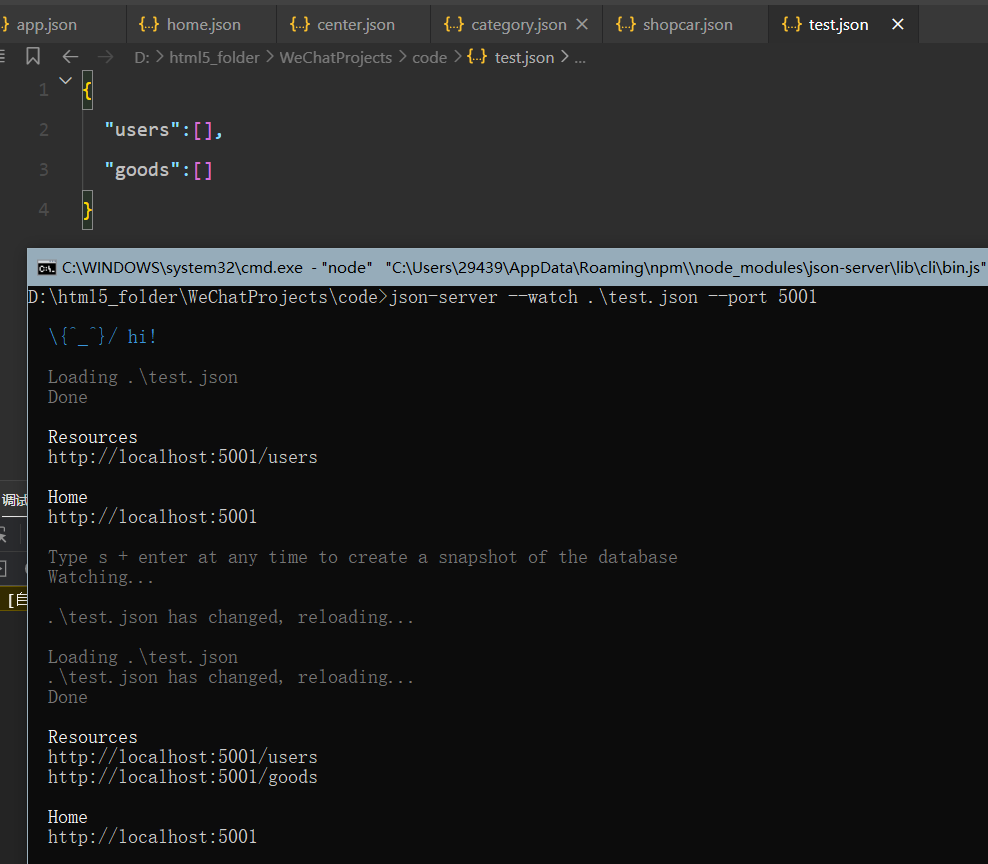 app.json {..} home.json {..} center.json {..} category.json {..} shopcar.json {..} test.json
D: > html5_folder > WeChatProjects > code > {..} test.json > ...
1 {
2 "users":[],
3 "goods":[]
4 }
C:\WINDOWS\system32\cmd.exe - "node" "C:\Users\29439\AppData\Roaming\npm\\node_modules\json-server\lib\cli\bin.js"
D:\html5_folder\WeChatProjects\code>json-server --watch .\test.json --port 5001
\{^_^}/ hi!
Loading .\test.json
Done
Resources
http://localhost:5001/users
Home
http://localhost:5001
Type s + enter at any time to create a snapshot of the database
Watching...
.\test.json has changed, reloading...
Loading .\test.json
.\test.json has changed, reloading...
Done
Resources
http://localhost:5001/users
http://localhost:5001/goods
Home
http://localhost:5001
调试
[自